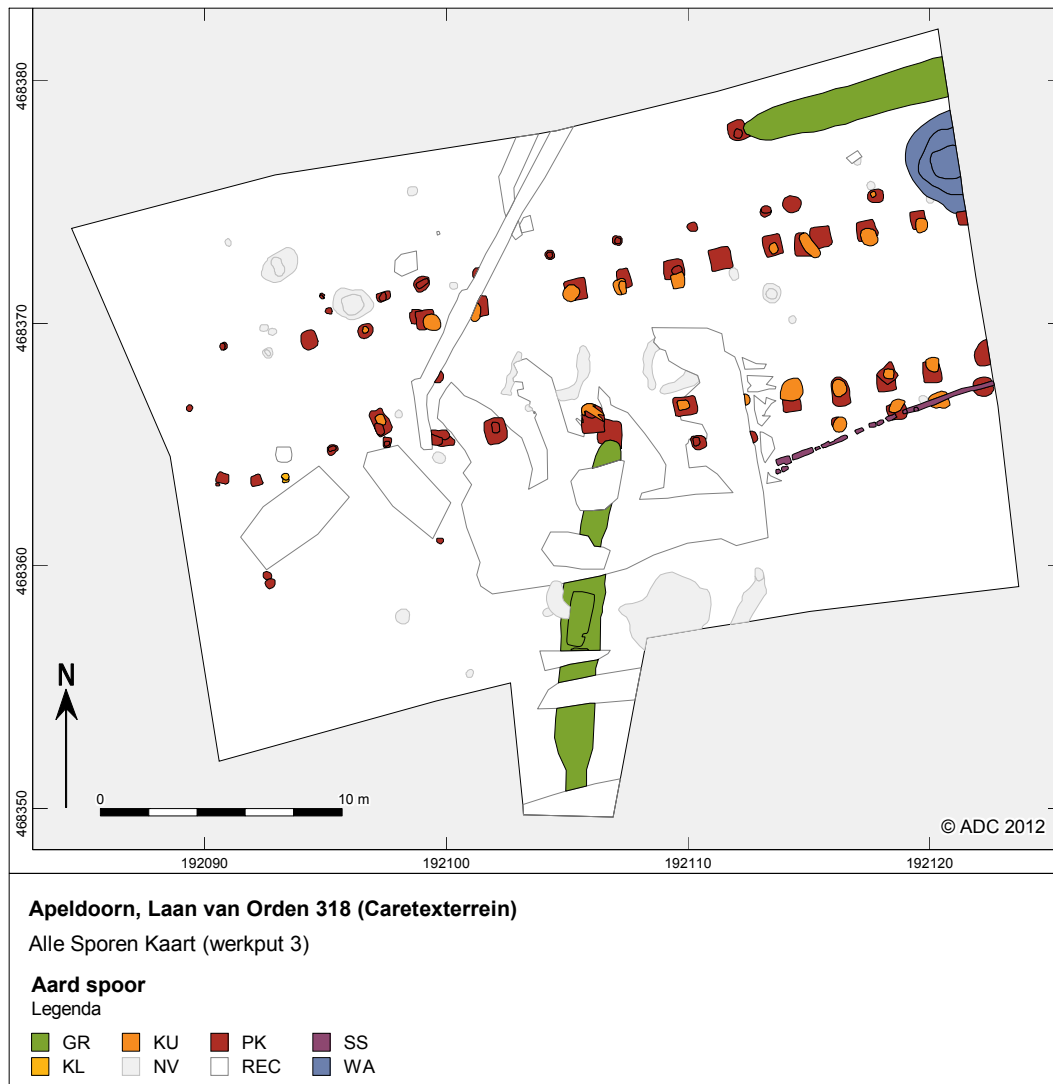 468380
468370
468360
468350
N
0 10 m
© ADC 2012
192090 192100 192110 192120
Apeldoorn, Laan van Orden 318 (Caretexterrein)
Alle Sporen Kaart (werkput 3)
Aard spoor
Legenda
GR KU PK SS
KL NV REC WA